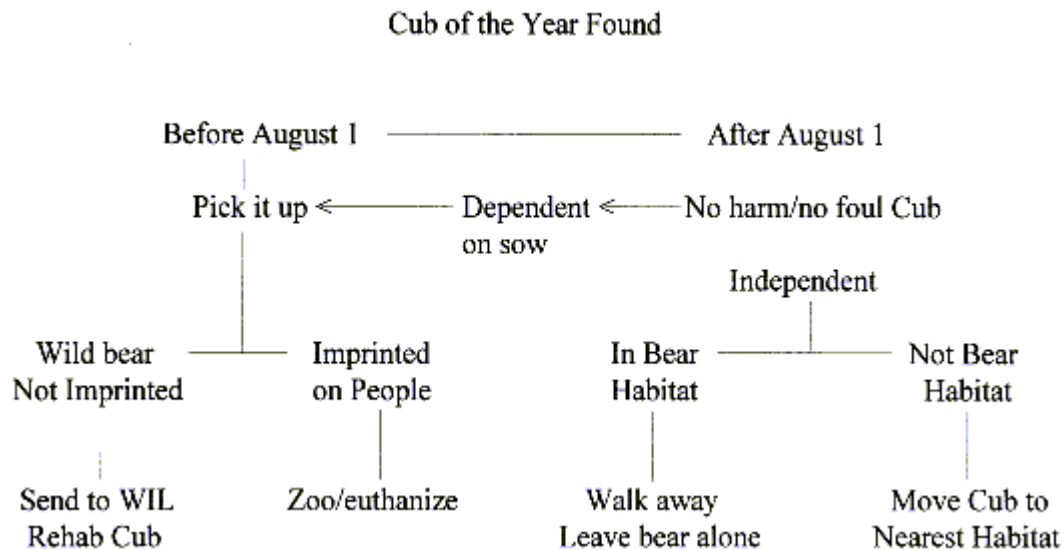 Cub of the Year Found
Before August 1
After August 1
Pick it up
Dependent
on sow
No harm/no foul Cub
Independent
Wild bear
Not Imprinted
Imprinted
on People
In Bear
Habitat
Not Bear
Habitat
Send to WIL
Rehab Cub
Zoo/euthanize
Walk away
Leave bear alone
Move Cub to
Nearest Habitat